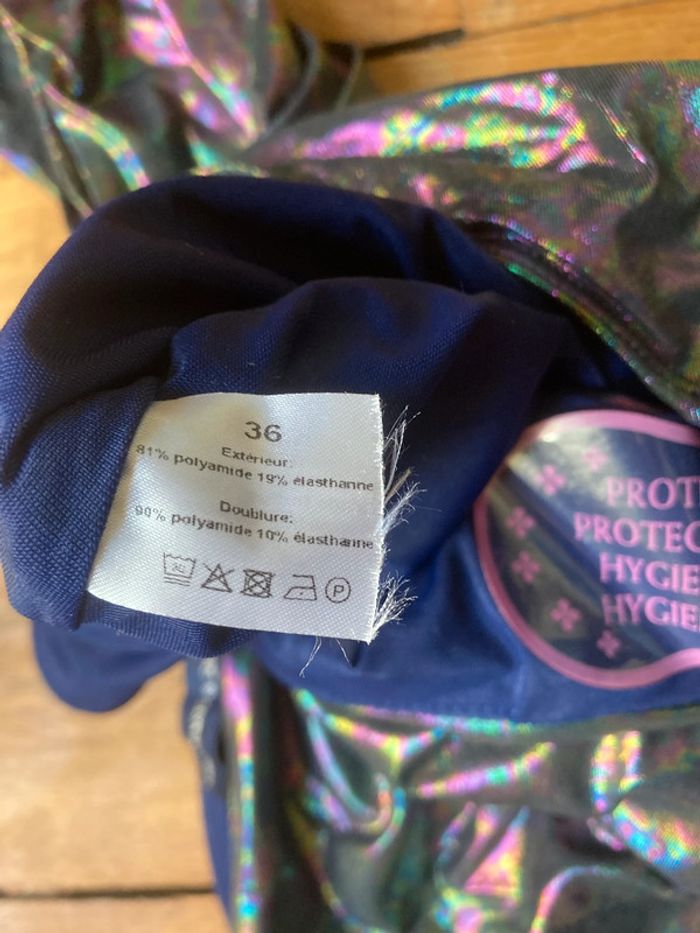 36
Extérieur:
81% polyamide 19% élasthanne
Doublure:
90% polyamide 10% élasthanne
P
PROT
PROTEC
HYGIE
HYGIE